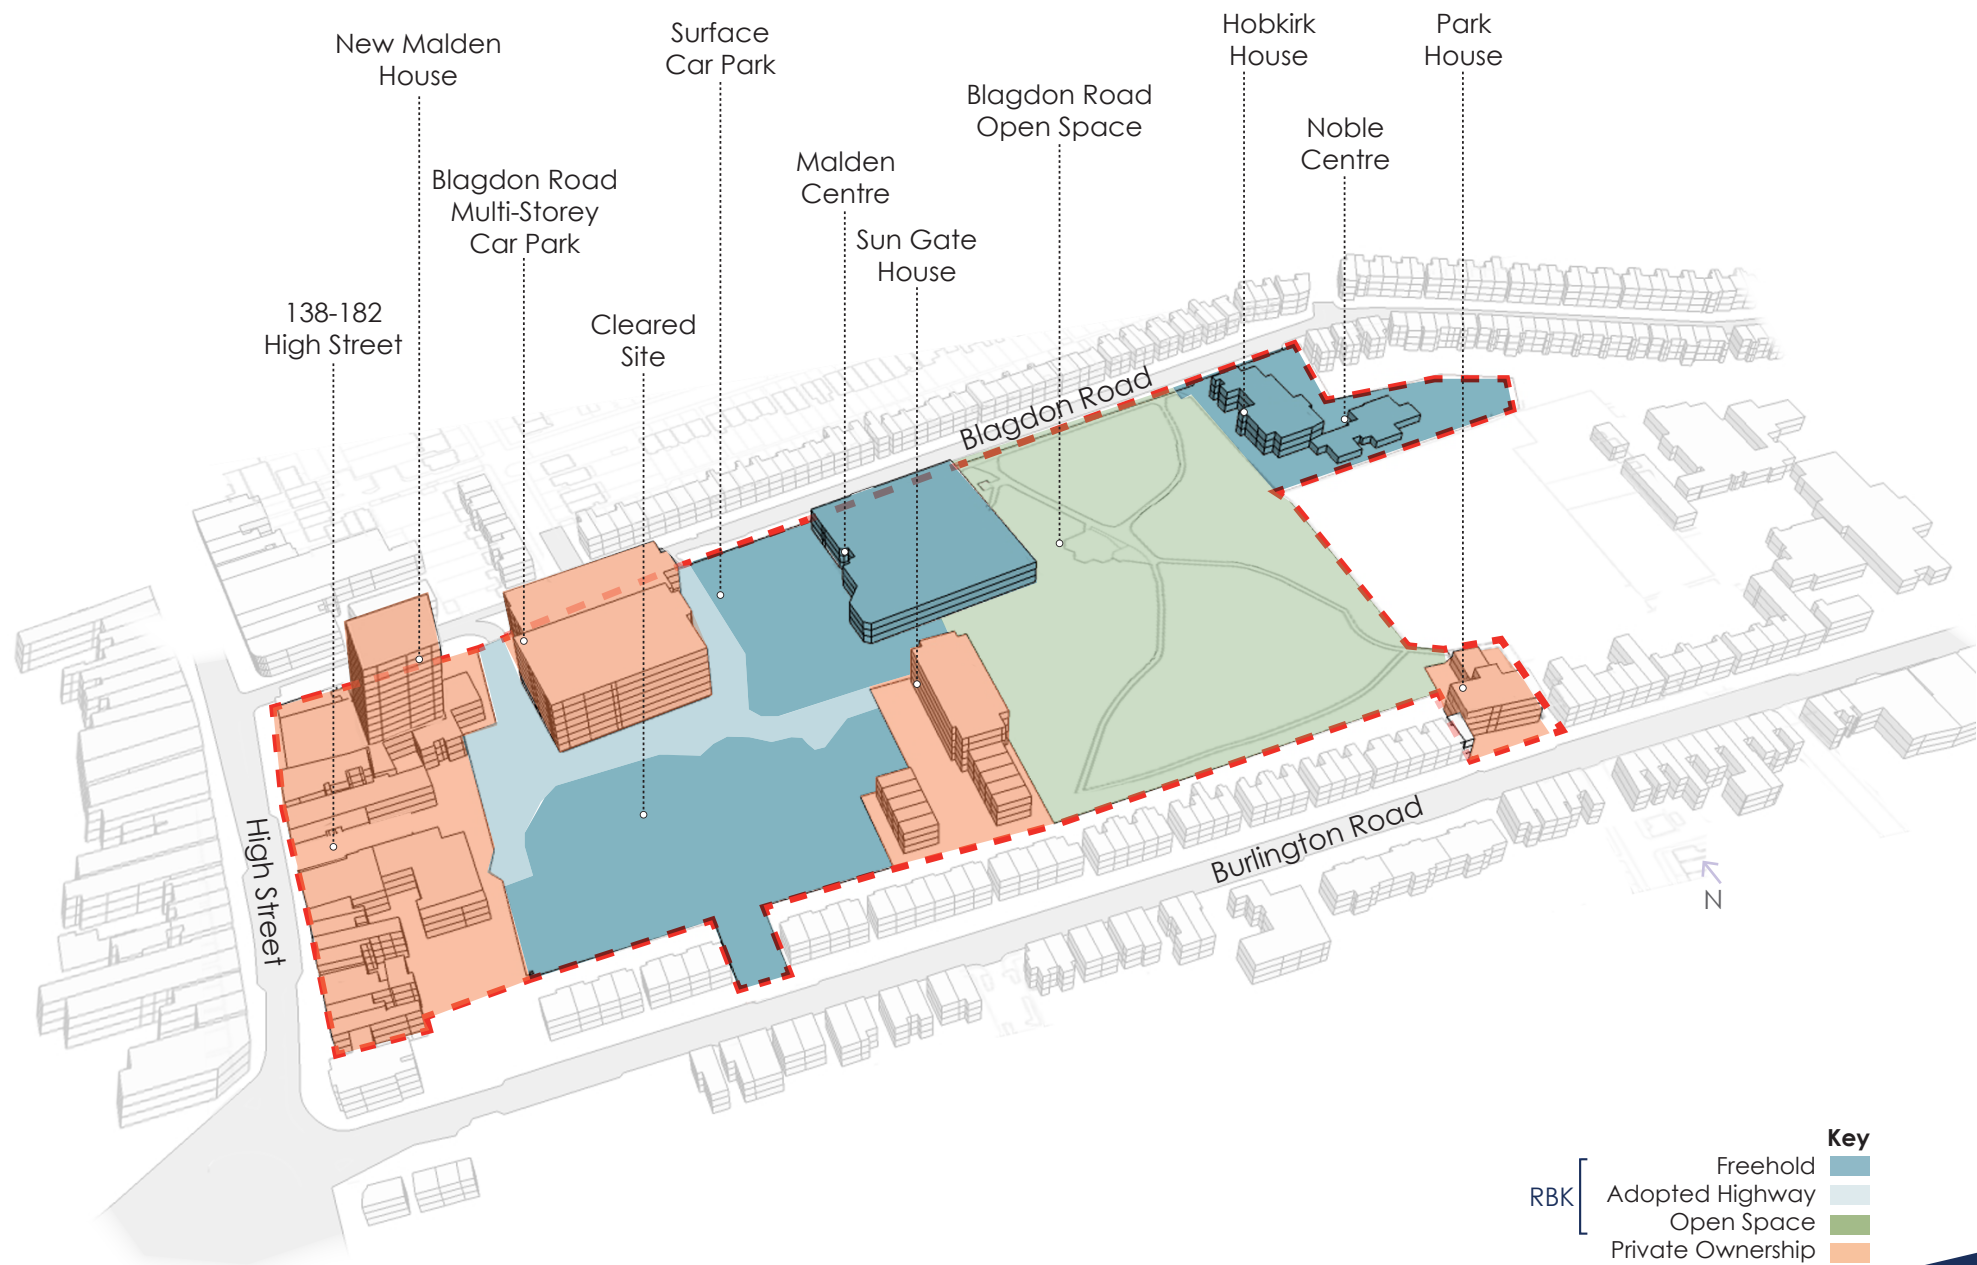 New Malden
House
Surface
Car Park
Hobkirk
House
Park
House
Blagdon Road
Open Space
Noble
Centre
Malden
Centre
Blagdon Road
Multi-Storey
Car Park
Sun Gate
House
138-182
High Street
Cleared
Site
Blagdon Road
High Street
Burlington Road
N
Key
RBK
Freehold
Adopted Highway
Open Space
Private Ownership